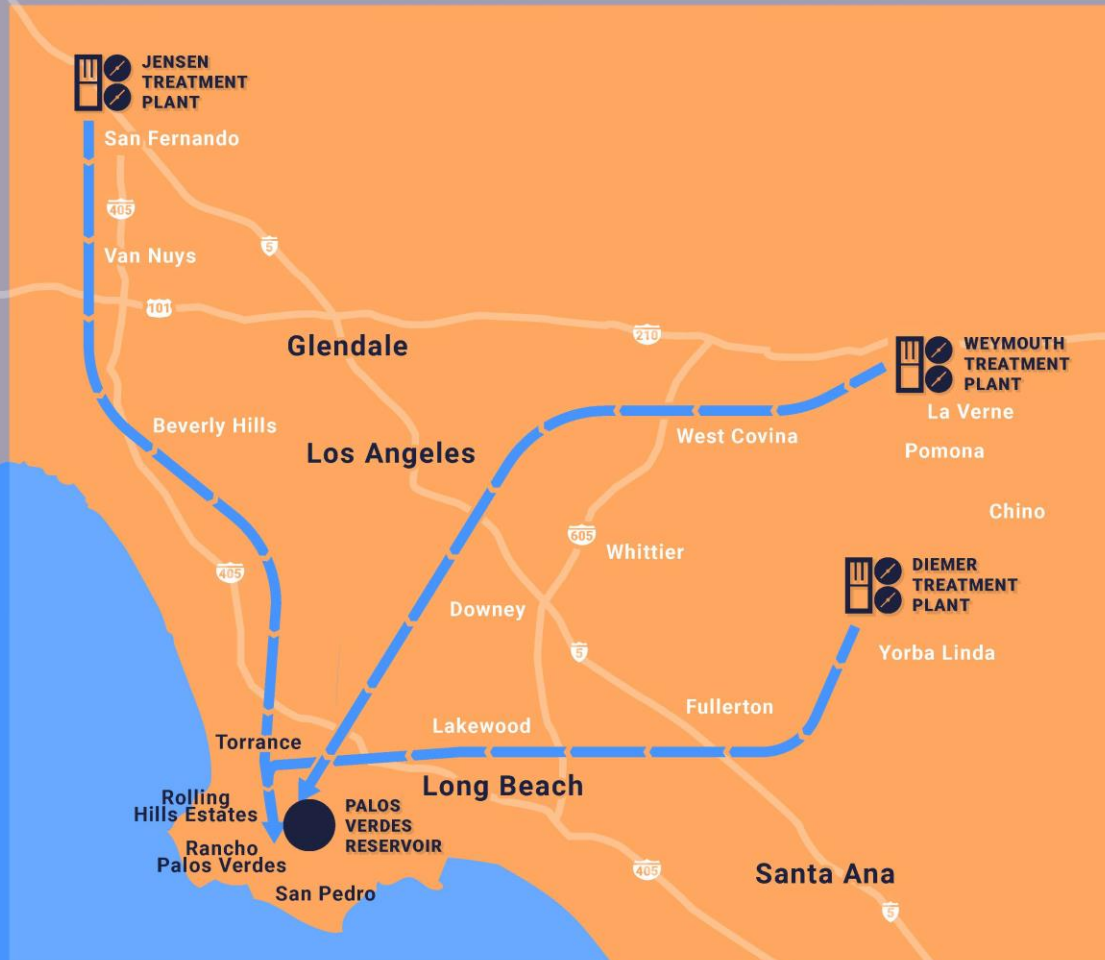 JENSEN
TREATMENT
PLANT
San Fernando
405
5
Van Nuys
101
Glendale
210
WEYMOUTH
TREATMENT
PLANT
La Verne
Beverly Hills
West Covina
Los Angeles
Pomona
Chino
605
Whittier
405
DIEMER
TREATMENT
PLANT
Downey
5
Yorba Linda
Fullerton
Lakewood
Torrance
Long Beach
Rolling
Hills Estates
PALOS
VERDES
RESERVOIR
Rancho
Palos Verdes
405
Santa Ana
San Pedro
5